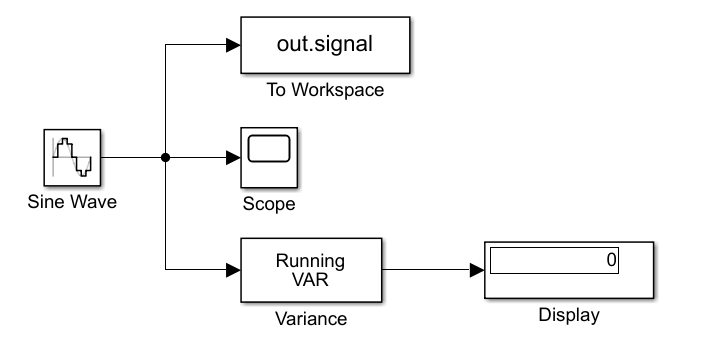 out.signal
To Workspace
Sine Wave
Scope
Running
VAR
Variance
0
Display